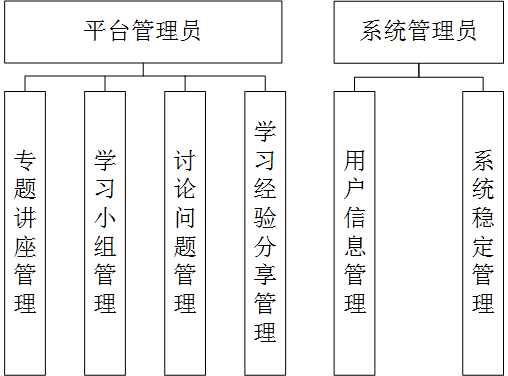 平台管理员
系统管理员
专题讲座管理
学习小组管理
讨论问题管理
学习经验分享管理
用户信息管理
系统稳定管理